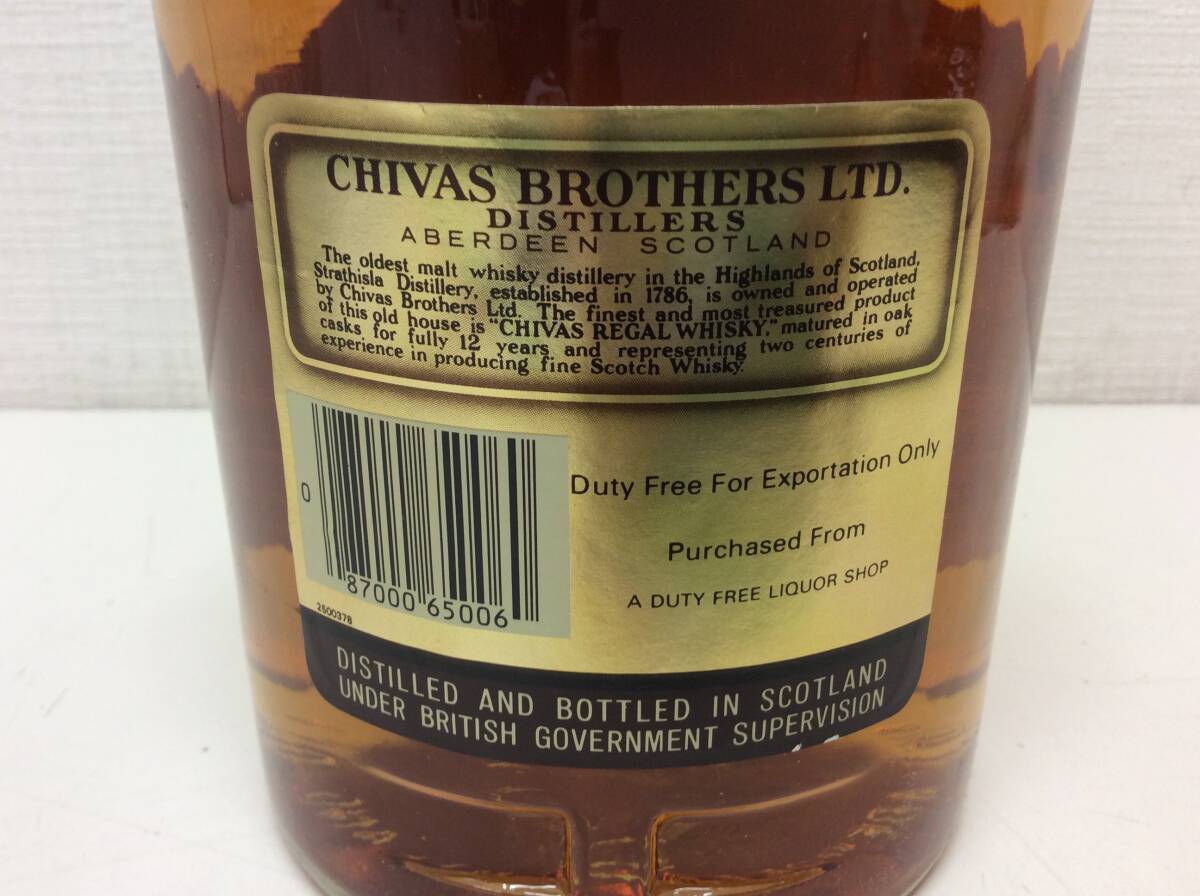 CHIVAS BROTHERS LTD.
DISTILLERS
ABERDEEN SCOTLAND
The oldest malt whisky distillery in the Highlands of Scotland,
Strathisla Distillery, established in 1786, is owned and operated
by Chivas Brothers Ltd. The finest and most treasured product
of this old house is "CHIVAS REGAL WHISKY," matured in oak
casks for fully 12 years and representing two centuries of
experience in producing fine Scotch Whisky.
0
87000 65006
2500378
Duty Free For Exportation Only
Purchased From
A DUTY FREE LIQUOR SHOP
DISTILLED AND BOTTLED IN SCOTLAND
UNDER BRITISH GOVERNMENT SUPERVISION